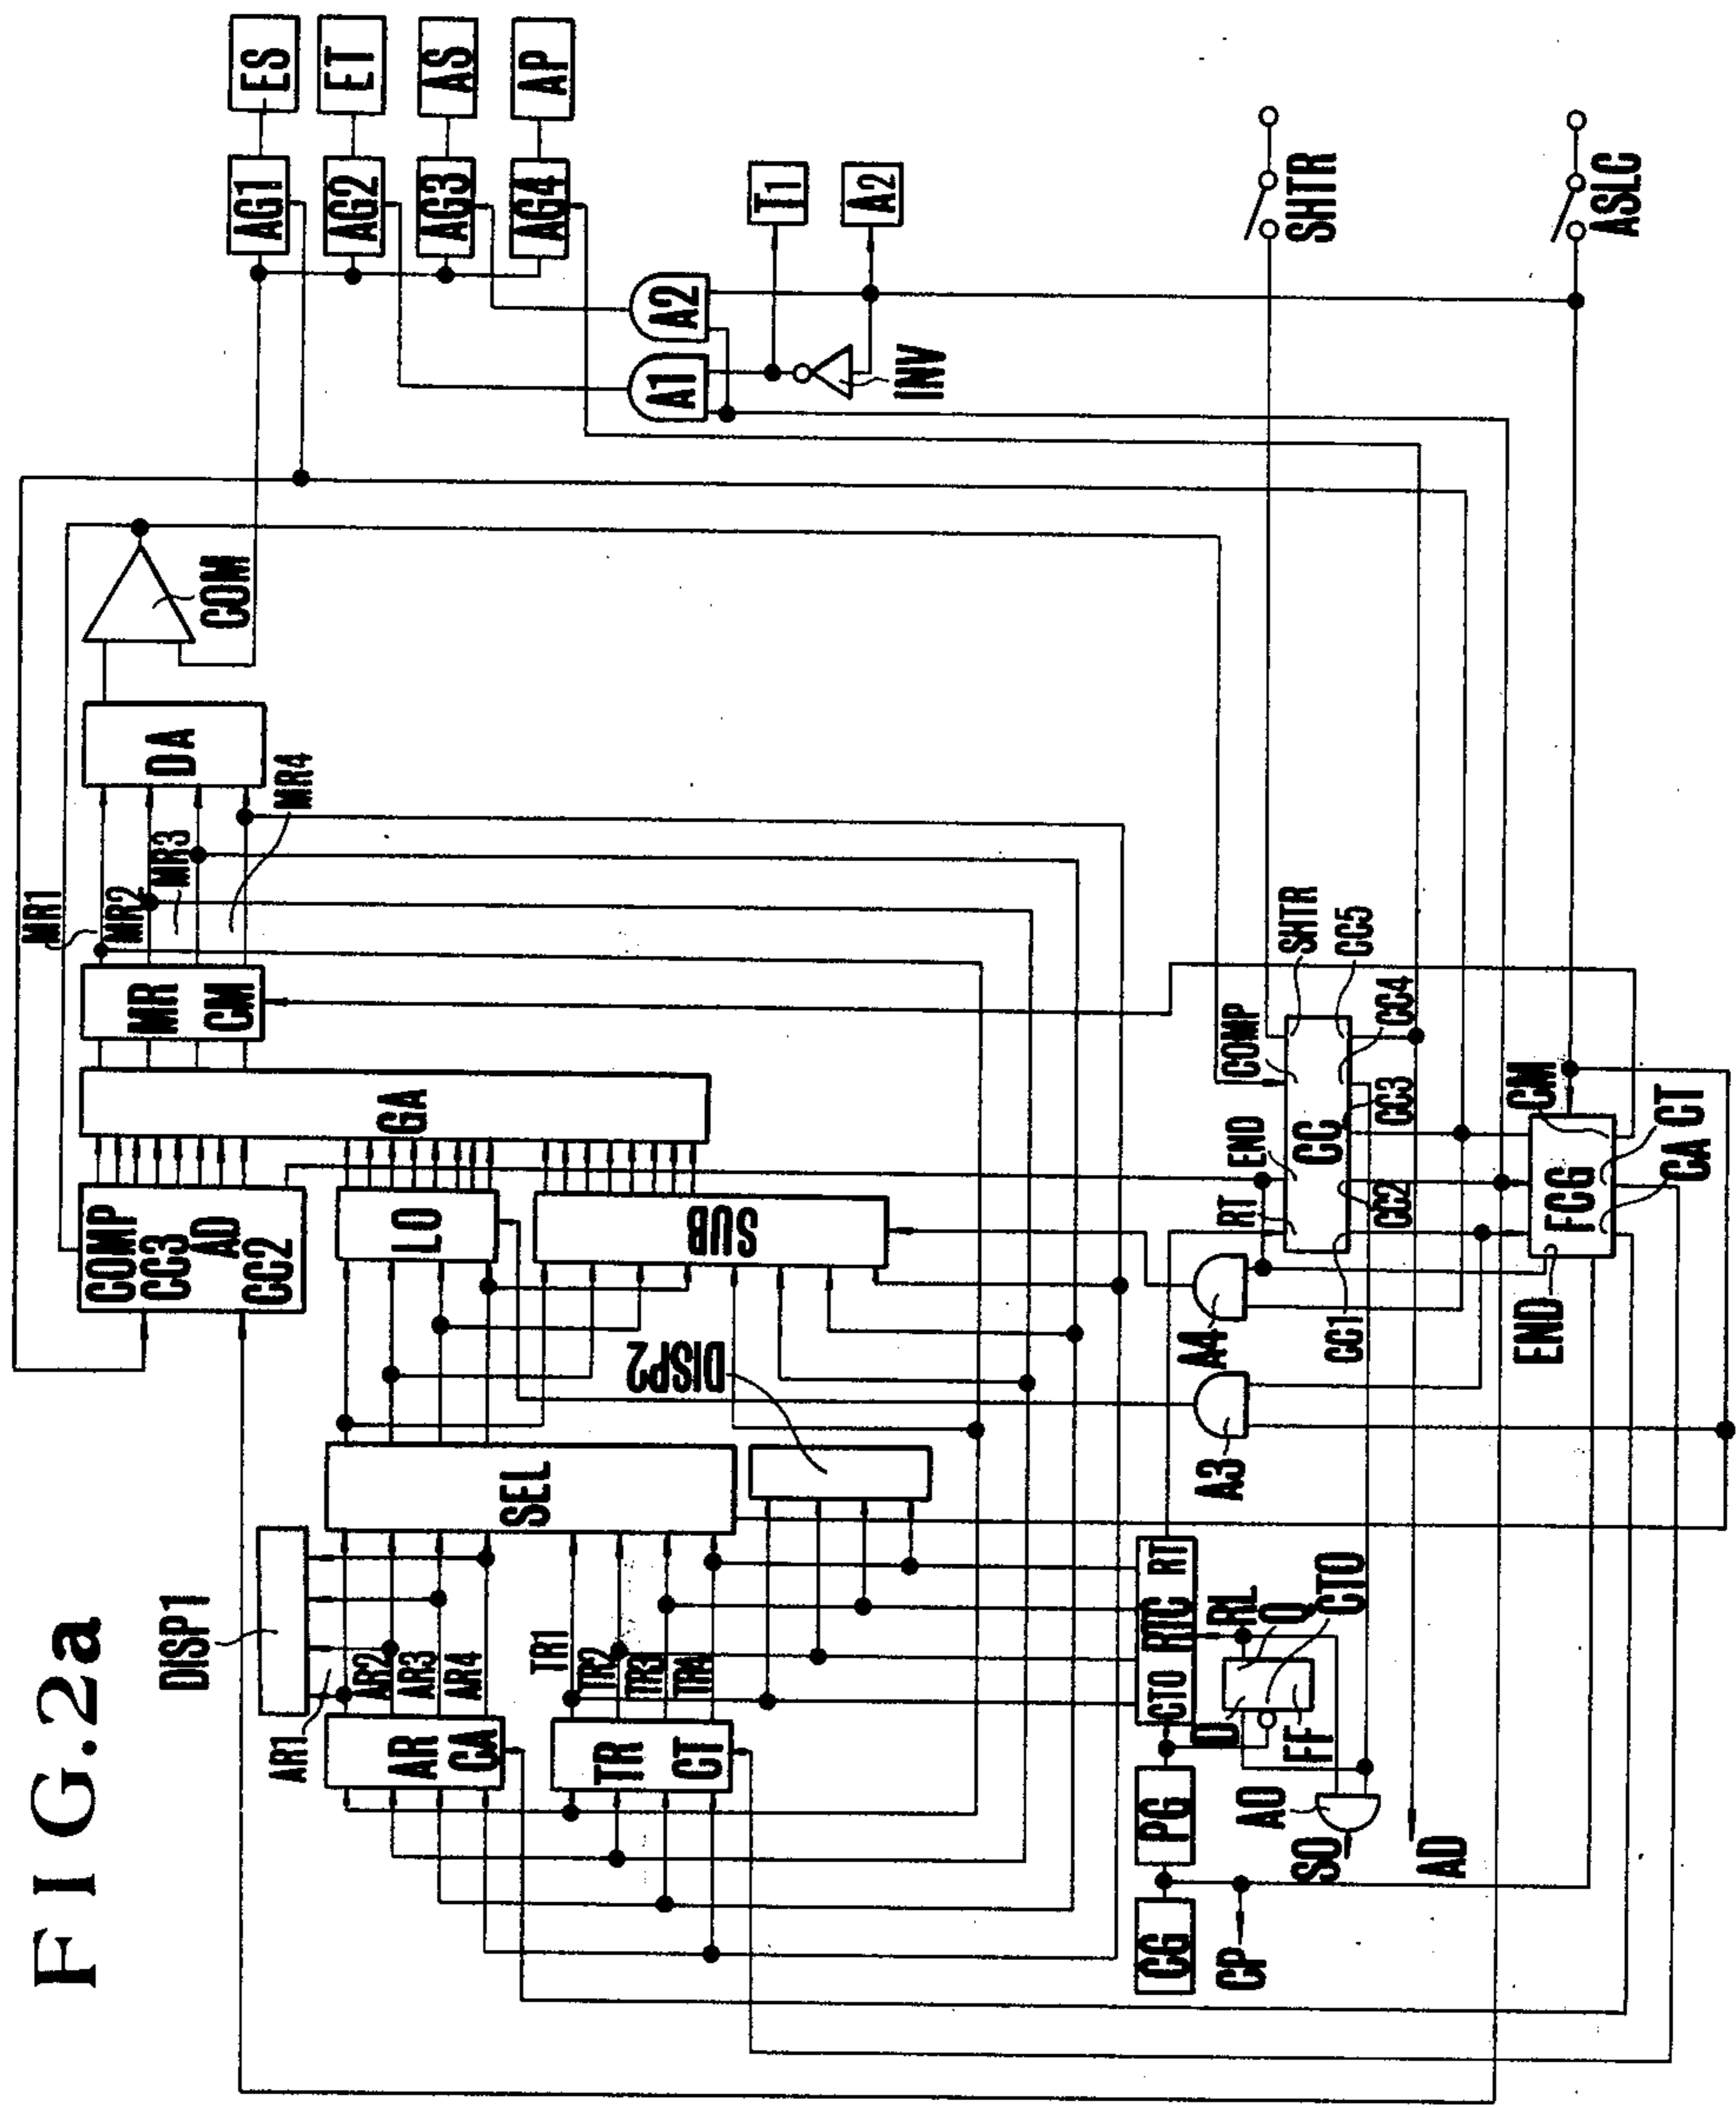 FIG.2a
DISP1
AR1
AR2
AR3
AR4
AR
CA
TR1
TR2
TR3
TR4
TR
CT
SEL
DISP2
COMP
CC3
AD
CC2
LO
SUB
GA
MR
CM
MR1
MR2
MR3
MR4
DA
COM
AG1
ES
AG2
ET
AG3
AS
AG4
AP
A1
A2
INV
T1
A2
SHTR
ASLC
CG
PG
CP
CTO
RTC
RT
RL
Q
CTO
D
FF
AO
SO
AD
A3
A4
RT
END
COMP
SHTR
CC
CC1
CC2
CC3
CC4
CC5
FCG
END
CM
CT
CA